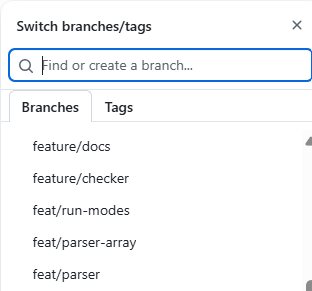 Switch branches/tags
Find or create a branch...
Branches Tags
feature/docs
feature/checker
feat/run-modes
feat/parser-array
feat/parser